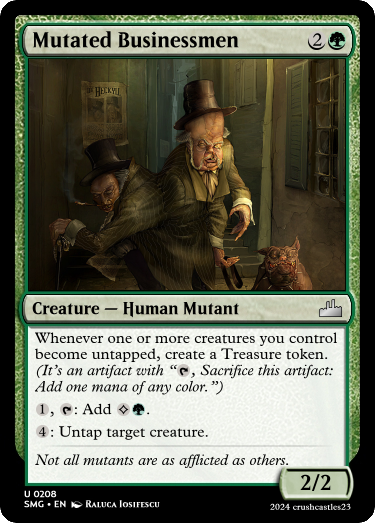 Mutated Businessmen 2
HECKYLL
Creature — Human Mutant
Whenever one or more creatures you control
become untapped, create a Treasure token.
(It's an artifact with “, Sacrifice this artifact:
Add one mana of any color.”)
1, : Add .
4: Untap target creature.
Not all mutants are as afflicted as others.
2/2
U 0208
SMG • EN Raluca Iosifescu
2024 crushcastles23